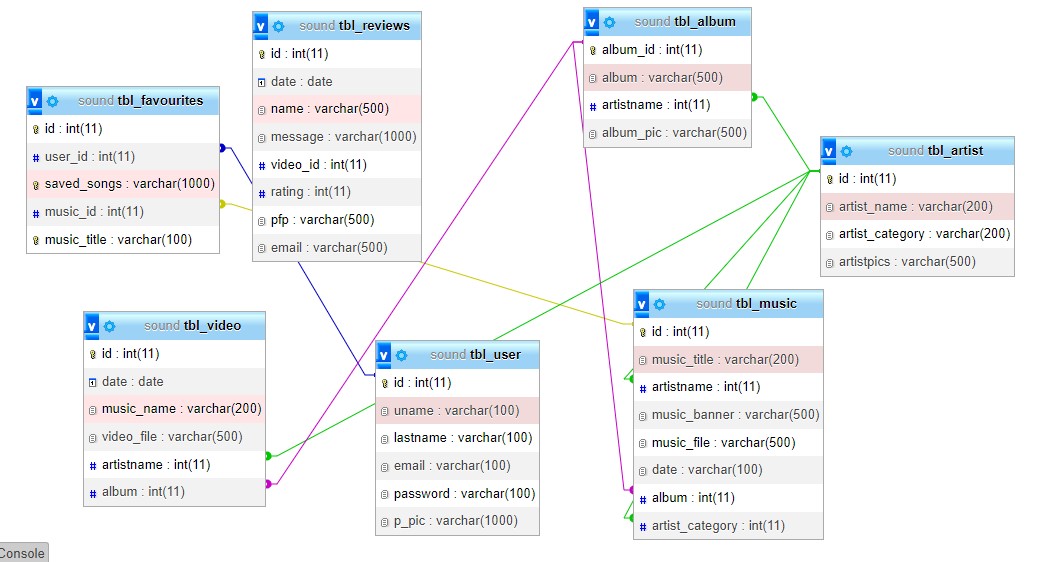 sound tbl_reviews
id : int(11)
date : date
name : varchar(500)
message : varchar(1000)
video_id : int(11)
rating : int(11)
pfp : varchar(500)
email : varchar(500)
sound tbl_album
album_id : int(11)
album : varchar(500)
artistname : int(11)
album_pic : varchar(500)
sound tbl_favourites
id : int(11)
user_id : int(11)
saved_songs : varchar(1000)
music_id : int(11)
music_title : varchar(100)
sound tbl_artist
id : int(11)
artist_name : varchar(200)
artist_category : varchar(200)
artistpics : varchar(500)
sound tbl_video
id : int(11)
date : date
music_name : varchar(200)
video_file : varchar(500)
artistname : int(11)
album : int(11)
sound tbl_user
id : int(11)
uname : varchar(100)
lastname : varchar(100)
email : varchar(100)
password : varchar(100)
p_pic : varchar(1000)
sound tbl_music
id : int(11)
music_title : varchar(200)
artistname : int(11)
music_banner : varchar(500)
music_file : varchar(500)
date : varchar(100)
album : int(11)
artist_category : int(11)
Console